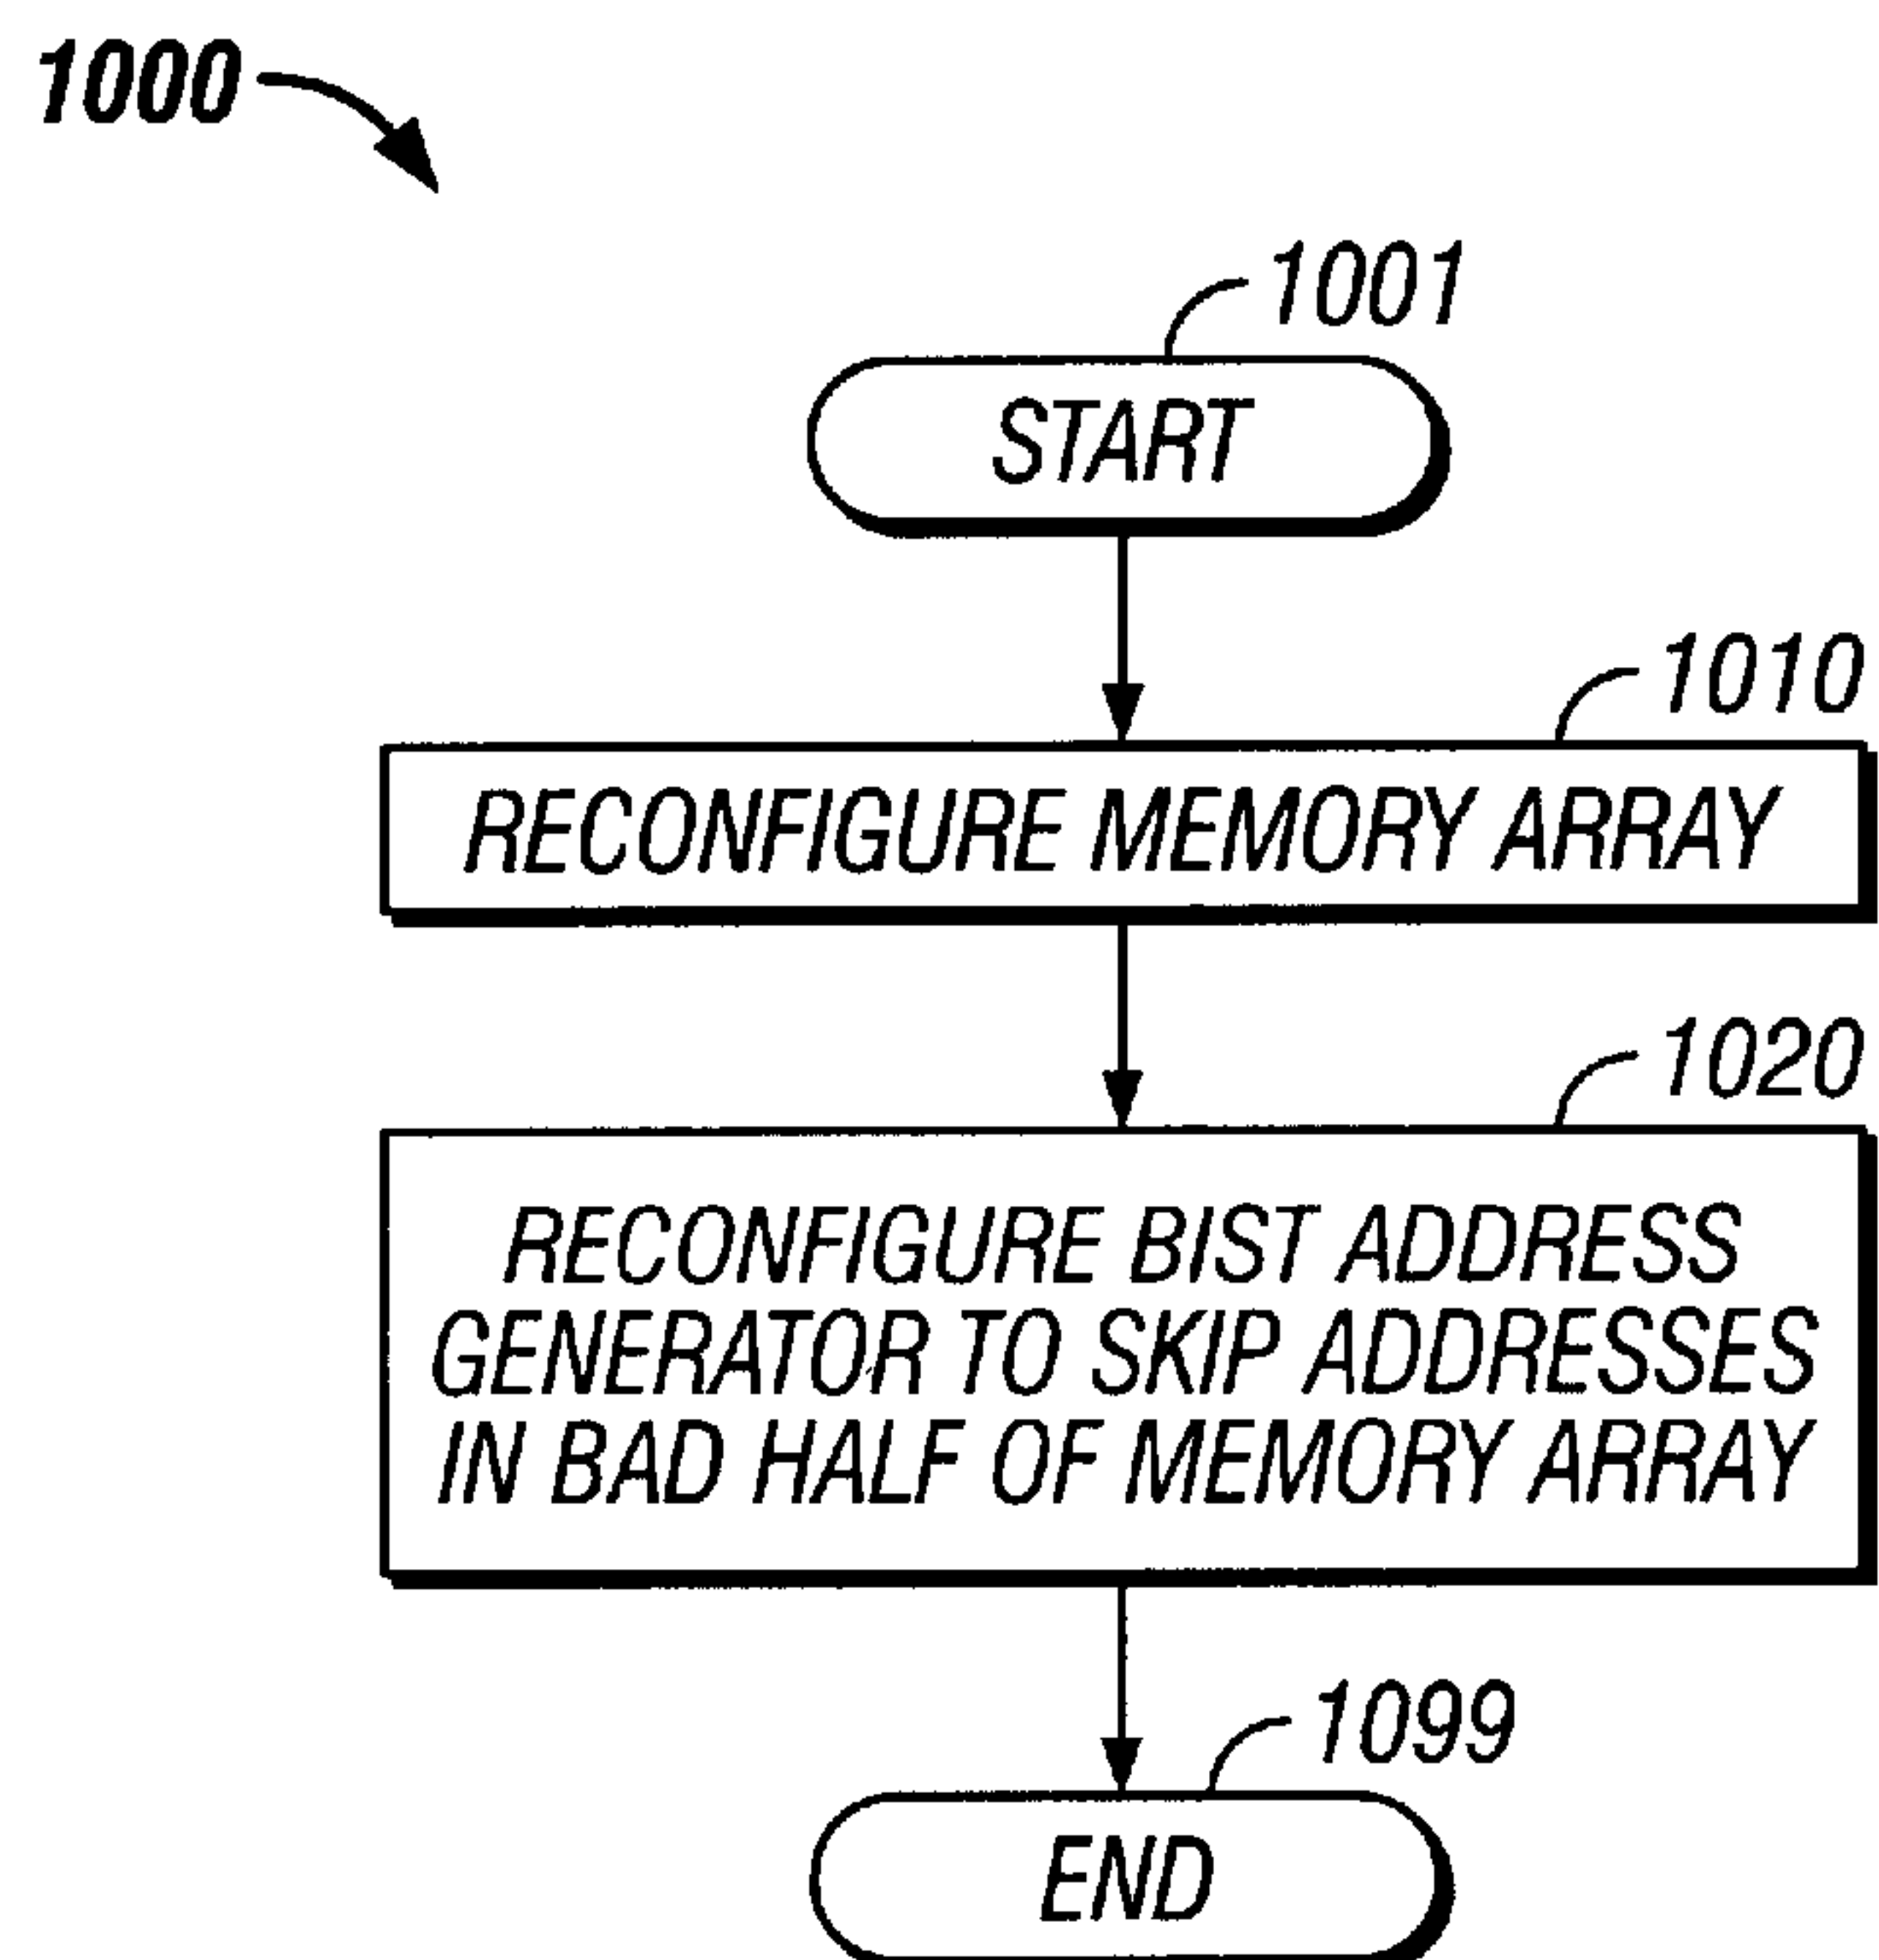 1000
1001
START
1010
RECONFIGURE MEMORY ARRAY
1020
RECONFIGURE BIST ADDRESS
GENERATOR TO SKIP ADDRESSES
IN BAD HALF OF MEMORY ARRAY
1099
END